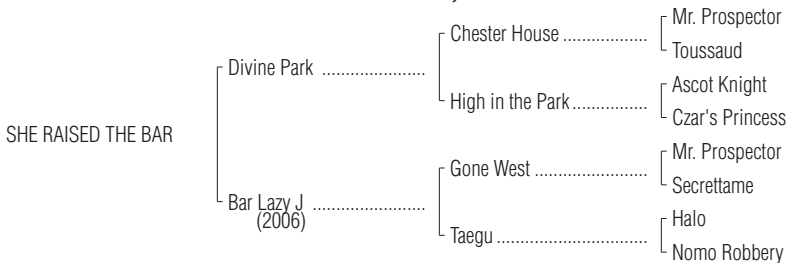 Mr. Prospector
Chester House ..................
Toussaud
Divine Park ......................
Ascot Knight
High in the Park................
Czar's Princess
SHE RAISED THE BAR
Mr. Prospector
Gone West ........................
Secrettame
Bar Lazy J ........................
(2006)
Halo
Taegu ................................
Nomo Robbery